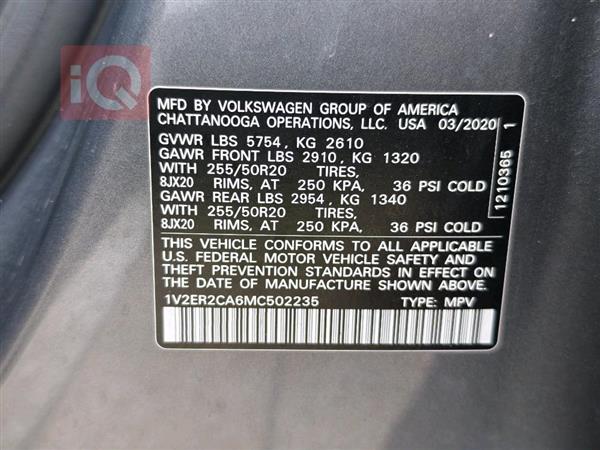 iQ
MFD BY VOLKSWAGEN GROUP OF AMERICA
CHATTANOOGA OPERATIONS, LLC. USA 03/2020
GVWR LBS 5754, KG 2610
GAWR FRONT LBS 2910, KG 1320
WITH 255/50R20 TIRES,
8JX20 RIMS, AT 250 KPA, 36 PSI COLD
GAWR REAR LBS 2954, KG 1340
WITH 255/50R20 TIRES,
8JX20 RIMS, AT 250 KPA, 36 PSI COLD
THIS VEHICLE CONFORMS TO ALL APPLICABLE
U.S. FEDERAL MOTOR VEHICLE SAFETY AND
THEFT PREVENTION STANDARDS IN EFFECT ON
THE DATE OF MANUFACTURE SHOWN ABOVE.
1V2ER2CA6MC502235 TYPE: MPV
1210365 1